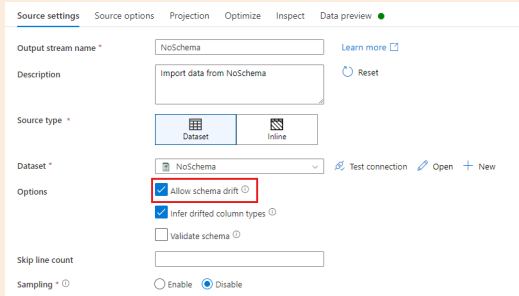 Source settings Source options Projection Optimize Inspect Data preview
Output stream name * NoSchema Learn more
Description Import data from NoSchema Reset
Source type * Dataset Inline
Dataset * NoSchema Test connection Open New
Options Allow schema drift
Infer drifted column types
Validate schema
Skip line count
Sampling * Enable Disable